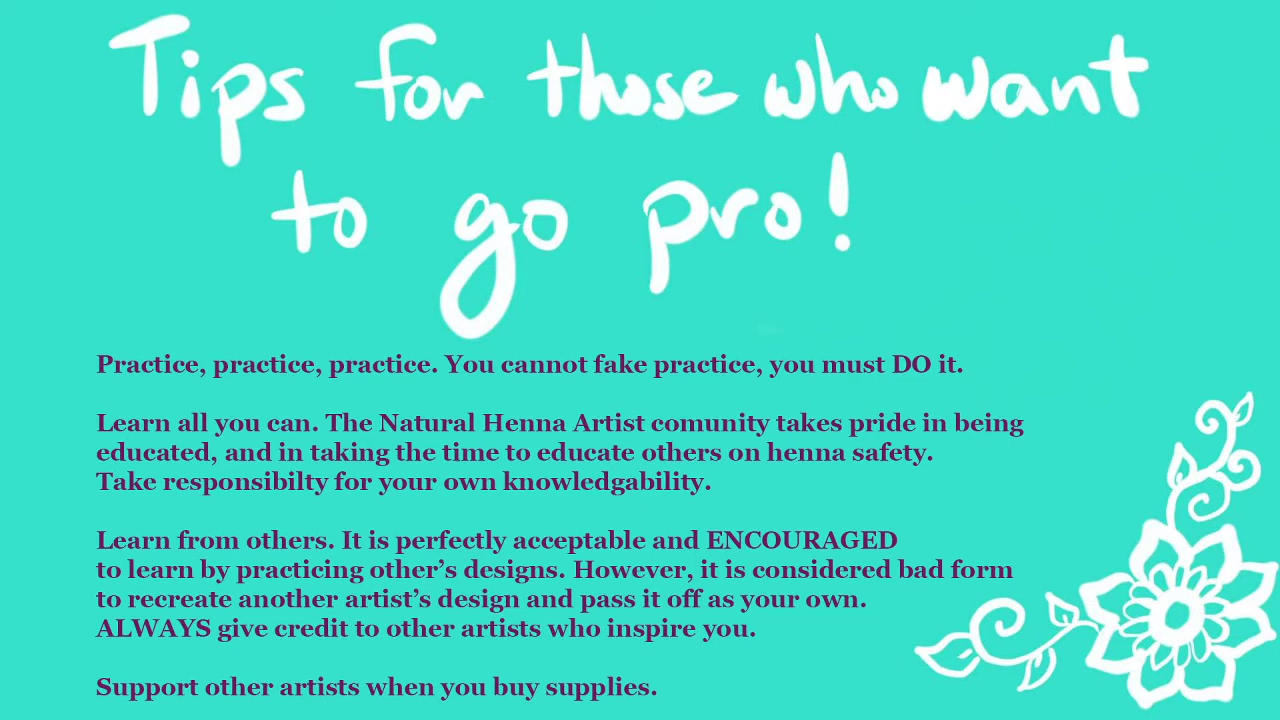 Tips for those who want
to go pro!
Practice, practice, practice. You cannot fake practice, you must DO it.
Learn all you can. The Natural Henna Artist comunity takes pride in being
educated, and in taking the time to educate others on henna safety.
Take responsibilty for your own knowledgability.
Learn from others. It is perfectly acceptable and ENCOURAGED
to learn by practicing other’s designs. However, it is considered bad form
to recreate another artist’s design and pass it off as your own.
ALWAYS give credit to other artists who inspire you.
Support other artists when you buy supplies.